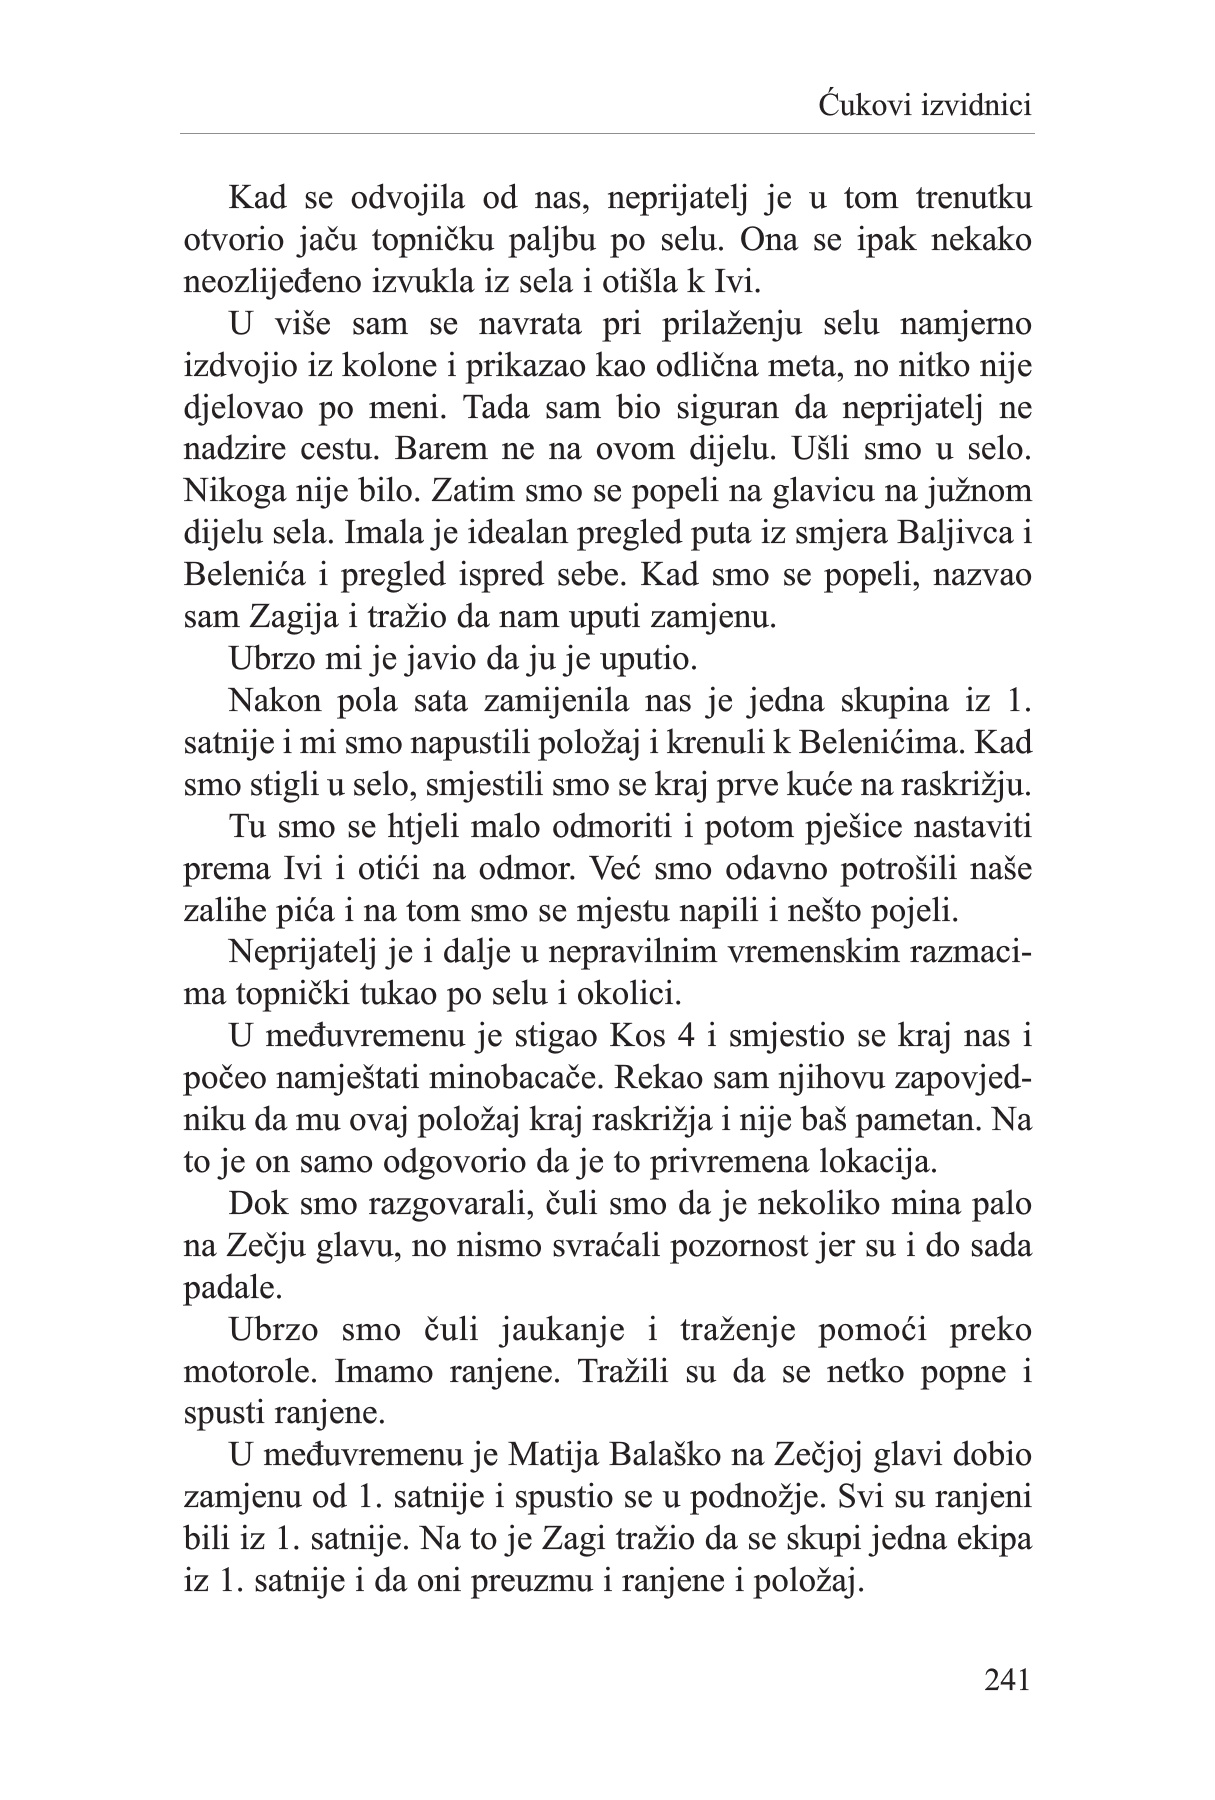 Ćukovi izvidnici
Kad se odvojila od nas, neprijatelj je u tom trenutku
otvorio jaču topničku paljbu po selu. Ona se ipak nekako
neozlijeđeno izvukla iz sela i otišla k Ivi.
U više sam se navrata pri prilaženju selu namjerno
izdvojio iz kolone i prikazao kao odlična meta, no nitko nije
djelovao po meni. Tada sam bio siguran da neprijatelj ne
nadzire cestu. Barem ne na ovom dijelu. Ušli smo u selo.
Nikoga nije bilo. Zatim smo se popeli na glavicu na južnom
dijelu sela. Imala je idealan pregled puta iz smjera Baljivca i
Belenića i pregled ispred sebe. Kad smo se popeli, nazvao
sam Zagija i tražio da nam uputi zamjenu.
Ubrzo mi je javio da ju je uputio.
Nakon pola sata zamijenila nas je jedna skupina iz 1.
satnije i mi smo napustili položaj i krenuli k Belenićima. Kad
smo stigli u selo, smjestili smo se kraj prve kuće na raskrižju.
Tu smo se htjeli malo odmoriti i potom pješice nastaviti
prema Ivi i otići na odmor. Već smo odavno potrošili naše
zalihe pića i na tom smo se mjestu napili i nešto pojeli.
Neprijatelj je i dalje u nepravilnim vremenskim razmaci-
ma topnički tukao po selu i okolici.
U međuvremenu je stigao Kos 4 i smjestio se kraj nas i
počeo namještati minobacače. Rekao sam njihovu zapovjed-
niku da mu ovaj položaj kraj raskrižja i nije baš pametan. Na
to je on samo odgovorio da je to privremena lokacija.
Dok smo razgovarali, čuli smo da je nekoliko mina palo
na Zečju glavu, no nismo svraćali pozornost jer su i do sada
padale.
Ubrzo smo čuli jaukanje i traženje pomoći preko
motorole. Imamo ranjene. Tražili su da se netko popne i
spusti ranjene.
U međuvremenu je Matija Balaško na Zečjoj glavi dobio
zamjenu od 1. satnije i spustio se u podnožje. Svi su ranjeni
bili iz 1. satnije. Na to je Zagi tražio da se skupi jedna ekipa
iz 1. satnije i da oni preuzmu i ranjene i položaj.
241